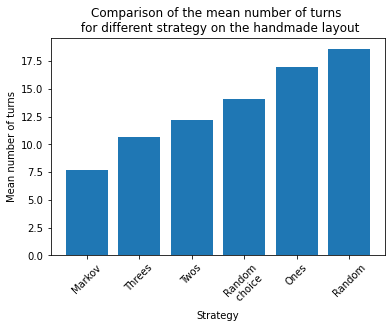 Comparison of the mean number of turns
for different strategy on the handmade layout
Mean number of turns
17.5
15.0
12.5
10.0
7.5
5.0
2.5
0.0
Markov
Threes
Twos
Random
choice
Ones
Random
Strategy